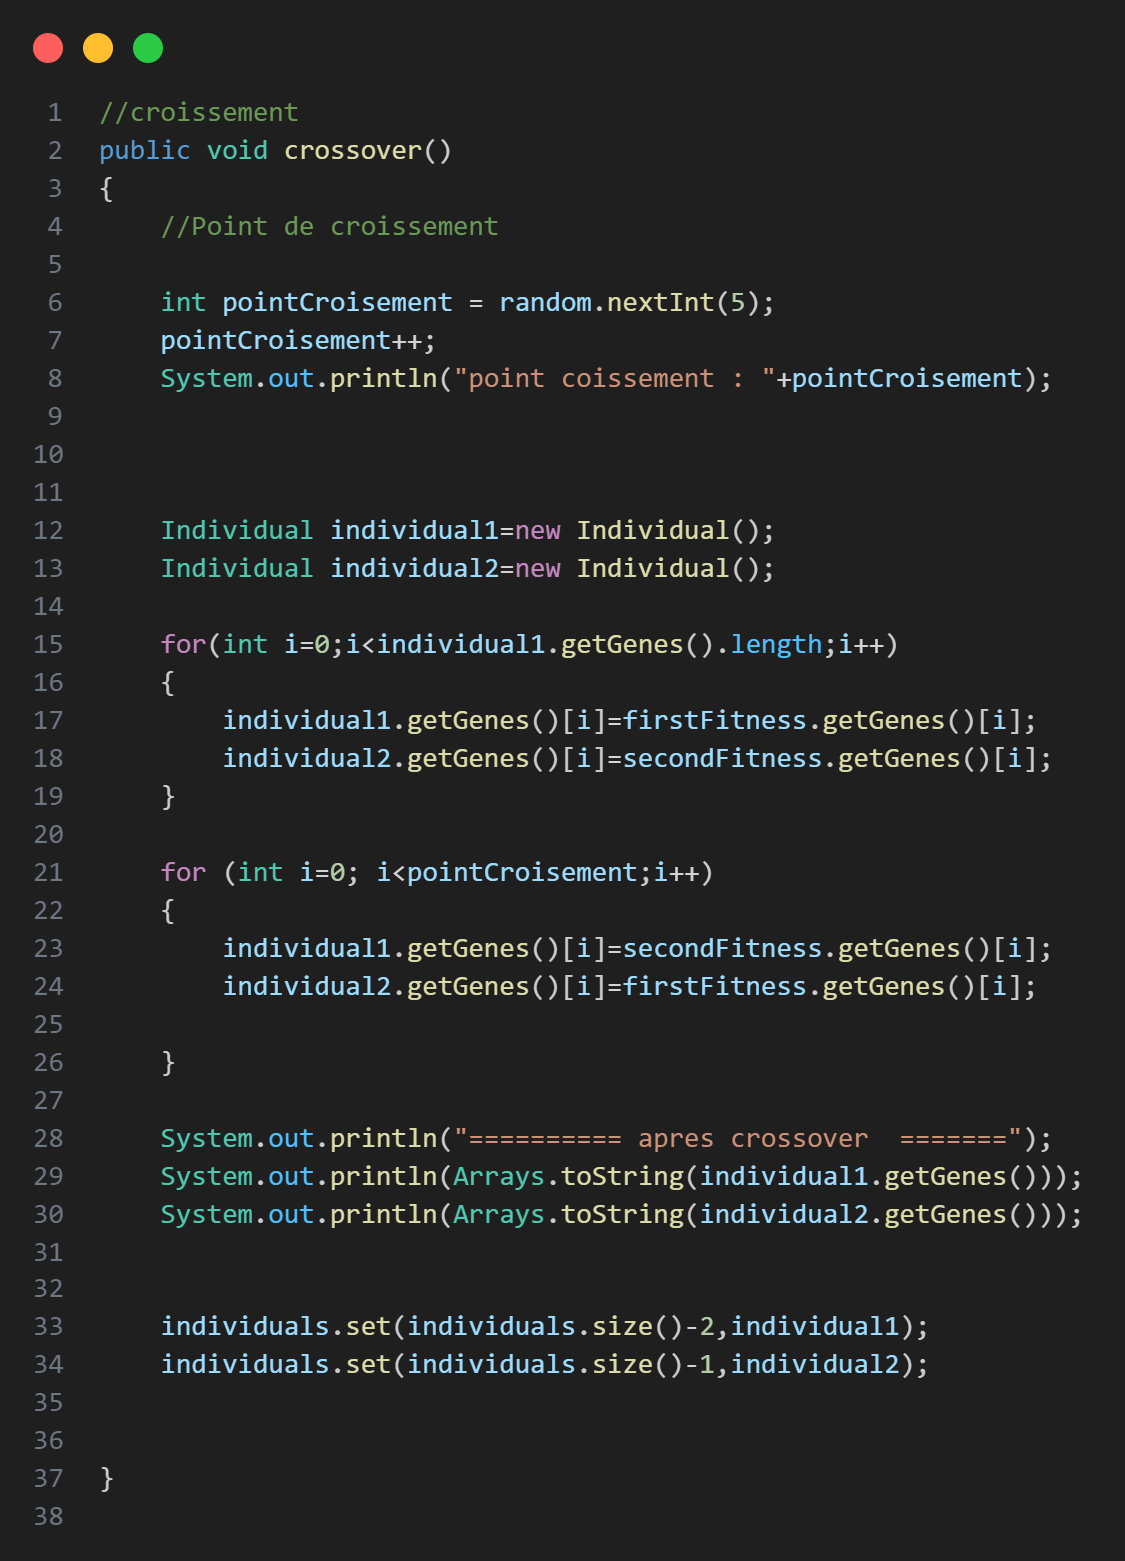 1 //croissement
2 public void crossover()
3 {
4     //Point de croissement
5
6     int pointCroisement = random.nextInt(5);
7     pointCroisement++;
8     System.out.println("point coissement : "+pointCroisement);
9
10
11
12     Individual individual1=new Individual();
13     Individual individual2=new Individual();
14
15     for(int i=0;i<individual1.getGenes().length;i++)
16     {
17         individual1.getGenes()[i]=firstFitness.getGenes()[i];
18         individual2.getGenes()[i]=secondFitness.getGenes()[i];
19     }
20
21     for (int i=0; i<pointCroisement;i++)
22     {
23         individual1.getGenes()[i]=secondFitness.getGenes()[i];
24         individual2.getGenes()[i]=firstFitness.getGenes()[i];
25
26     }
27
28     System.out.println("========== apres crossover  =======");
29     System.out.println(Arrays.toString(individual1.getGenes()));
30     System.out.println(Arrays.toString(individual2.getGenes()));
31
32
33     individuals.set(individuals.size()-2,individual1);
34     individuals.set(individuals.size()-1,individual2);
35
36
37 }
38